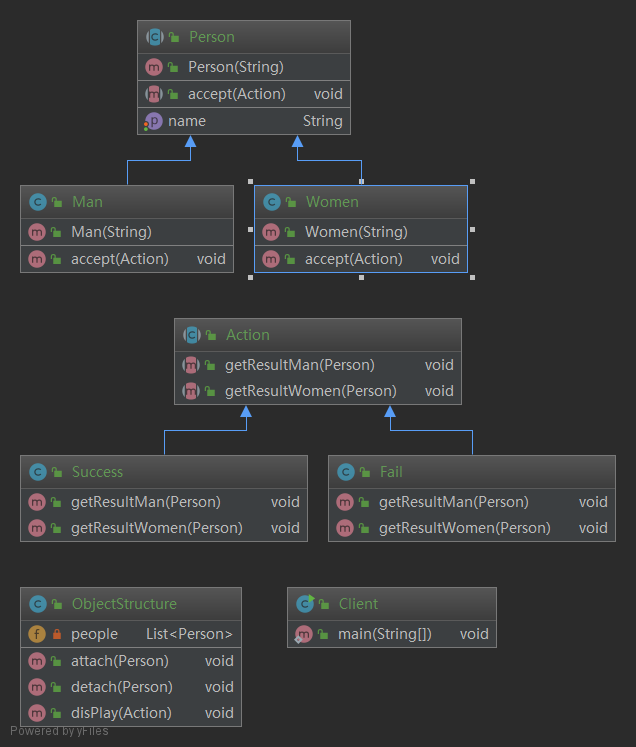 Person
Person(String)
accept(Action) void
name String
Man
Man(String)
accept(Action) void
Women
Women(String)
accept(Action) void
Action
getResultMan(Person) void
getResultWomen(Person) void
Success
getResultMan(Person) void
getResultWomen(Person) void
Fail
getResultMan(Person) void
getResultWomen(Person) void
ObjectStructure
people List<Person>
attach(Person) void
detach(Person) void
disPlay(Action) void
Client
main(String[]) void
Powered by yFiles